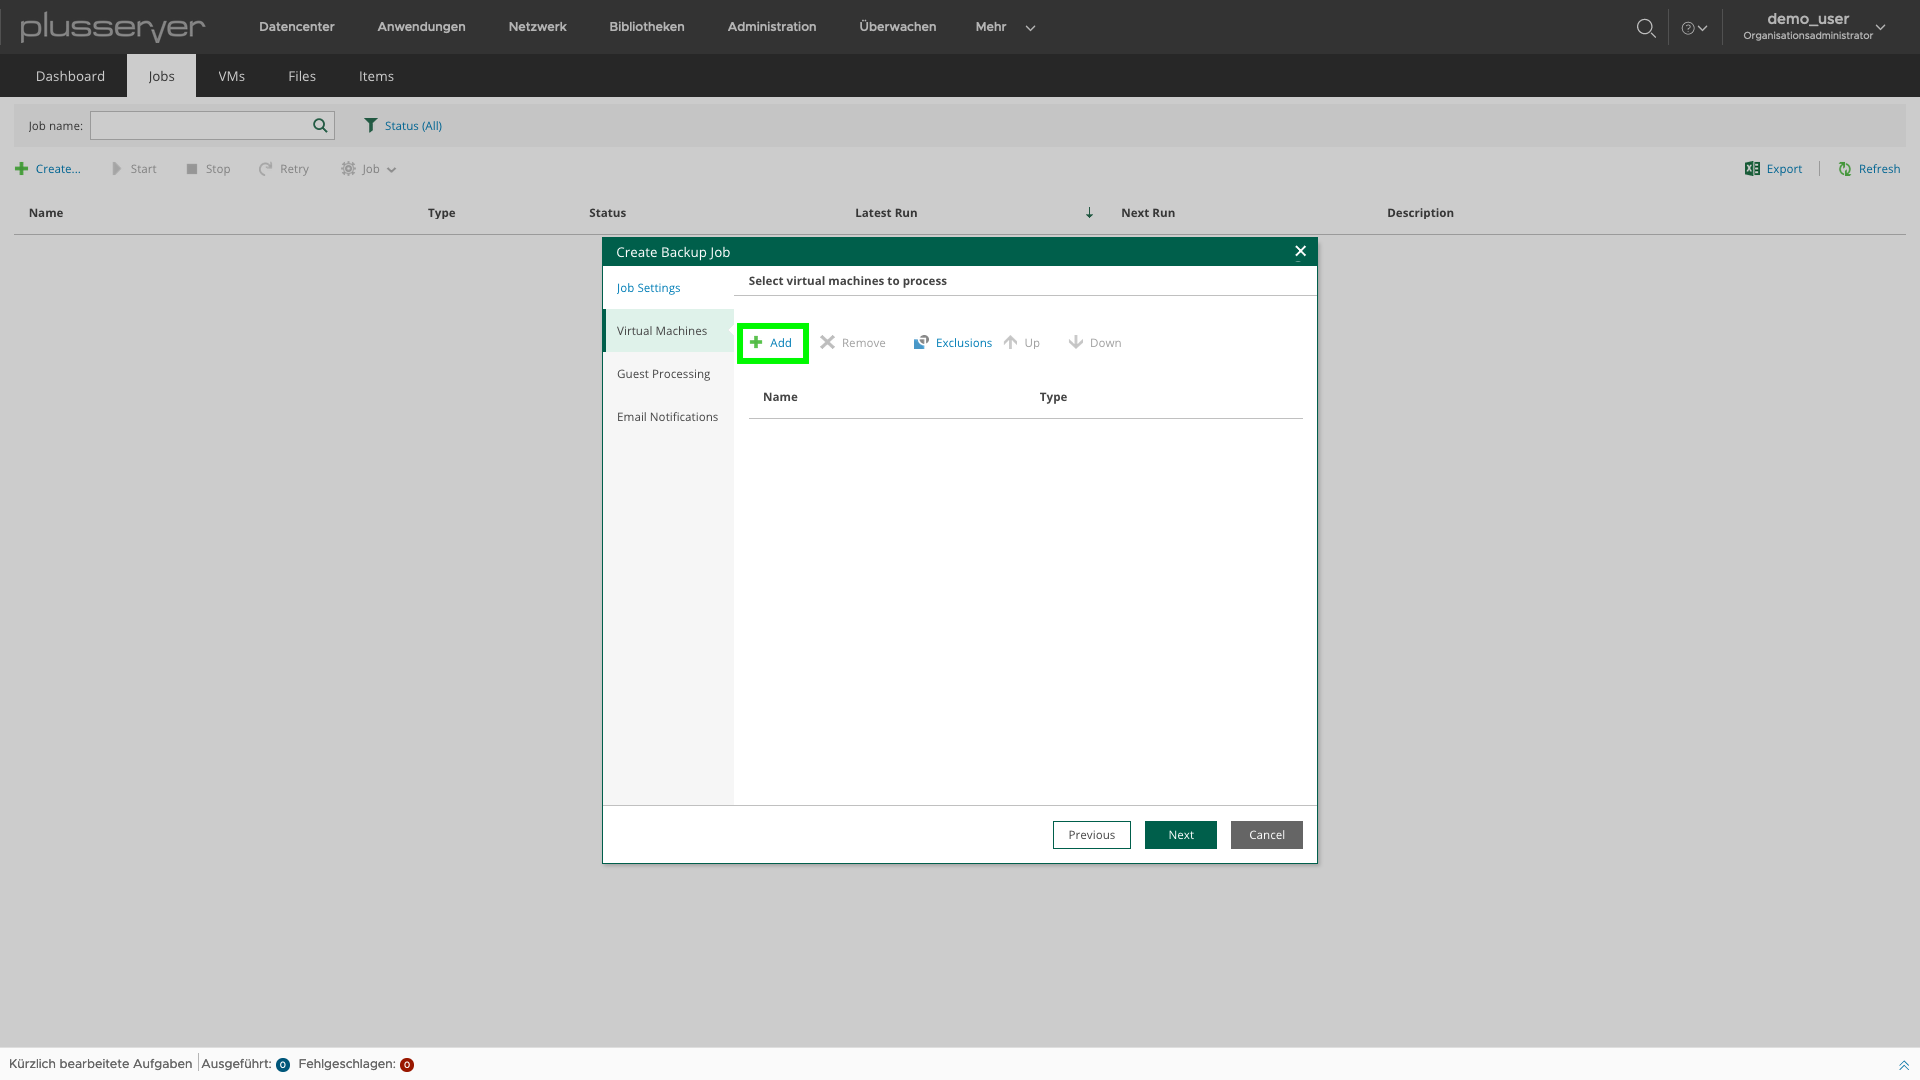 plusserver Datencenter Anwendungen Netzwerk Bibliotheken Administration Überwachen Mehr demo_user
Organisationsadministrator
Dashboard Jobs VMs Files Items
Job name: Status (All)
Create... Start Stop Retry Job Export Refresh
Name Type Status Latest Run Next Run Description
Create Backup Job
Job Settings
Select virtual machines to process
Virtual Machines
Add Remove Exclusions Up Down
Guest Processing
Name Type
Email Notifications
Previous Next Cancel
Kürzlich bearbeitete Aufgaben Ausgeführt: 0 Fehlgeschlagen: 0